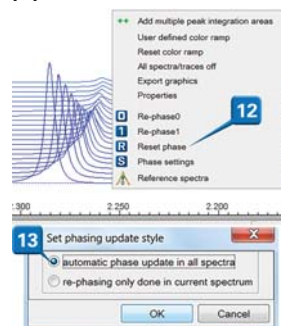 Add multiple peak integration areas
User defined color ramp
Reset color ramp
All spectra/traces off
Export graphics
Properties
12
0 Re-phase0
1 Re-phase1
R Reset phase
S Phase settings
Reference spectra
2.300 2.250 2.200
13 Set phasing update style X
automatic phase update in all spectra
re-phasing only done in current spectrum
OK Cancel